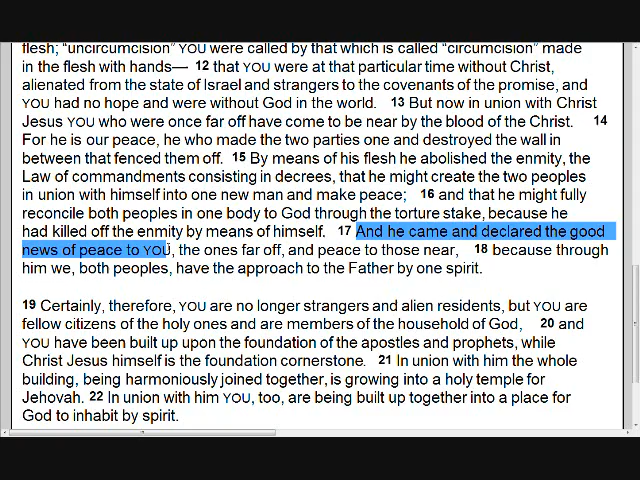 flesh; “uncircumcision” YOU were called by that which is called “circumcision” made
in the flesh with hands— 12 that YOU were at that particular time without Christ,
alienated from the state of Israel and strangers to the covenants of the promise, and
YOU had no hope and were without God in the world. 13 But now in union with Christ
Jesus YOU who were once far off have come to be near by the blood of the Christ. 14
For he is our peace, he who made the two parties one and destroyed the wall in
between that fenced them off. 15 By means of his flesh he abolished the enmity, the
Law of commandments consisting in decrees, that he might create the two peoples
in union with himself into one new man and make peace; 16 and that he might fully
reconcile both peoples in one body to God through the torture stake, because he
had killed off the enmity by means of himself. 17 And he came and declared the good
news of peace to YOU, the ones far off, and peace to those near, 18 because through
him we, both peoples, have the approach to the Father by one spirit.
19 Certainly, therefore, YOU are no longer strangers and alien residents, but YOU are
fellow citizens of the holy ones and are members of the household of God, 20 and
YOU have been built up upon the foundation of the apostles and prophets, while
Christ Jesus himself is the foundation cornerstone. 21 In union with him the whole
building, being harmoniously joined together, is growing into a holy temple for
Jehovah. 22 In union with him YOU, too, are being built up together into a place for
God to inhabit by spirit.